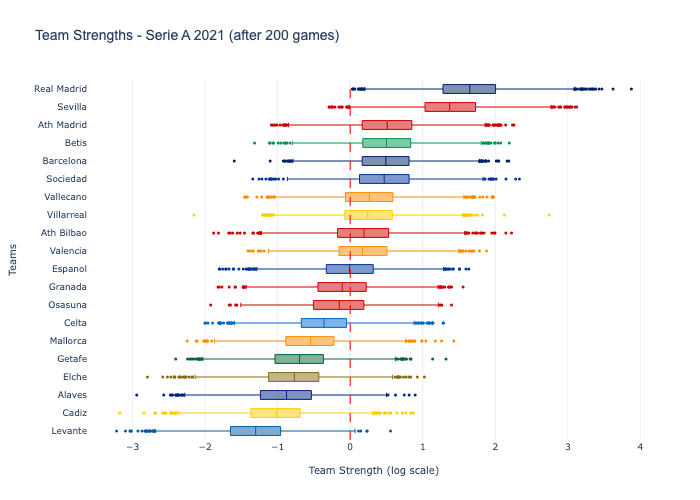 Team Strengths - Serie A 2021 (after 200 games)
Real Madrid
Sevilla
Ath Madrid
Betis
Barcelona
Sociedad
Vallecano
Villarreal
Ath Bilbao
Valencia
Espanol
Granada
Osasuna
Celta
Mallorca
Getafe
Elche
Alaves
Cadiz
Levante
Teams
−3 −2 −1 0 1 2 3 4
Team Strength (log scale)